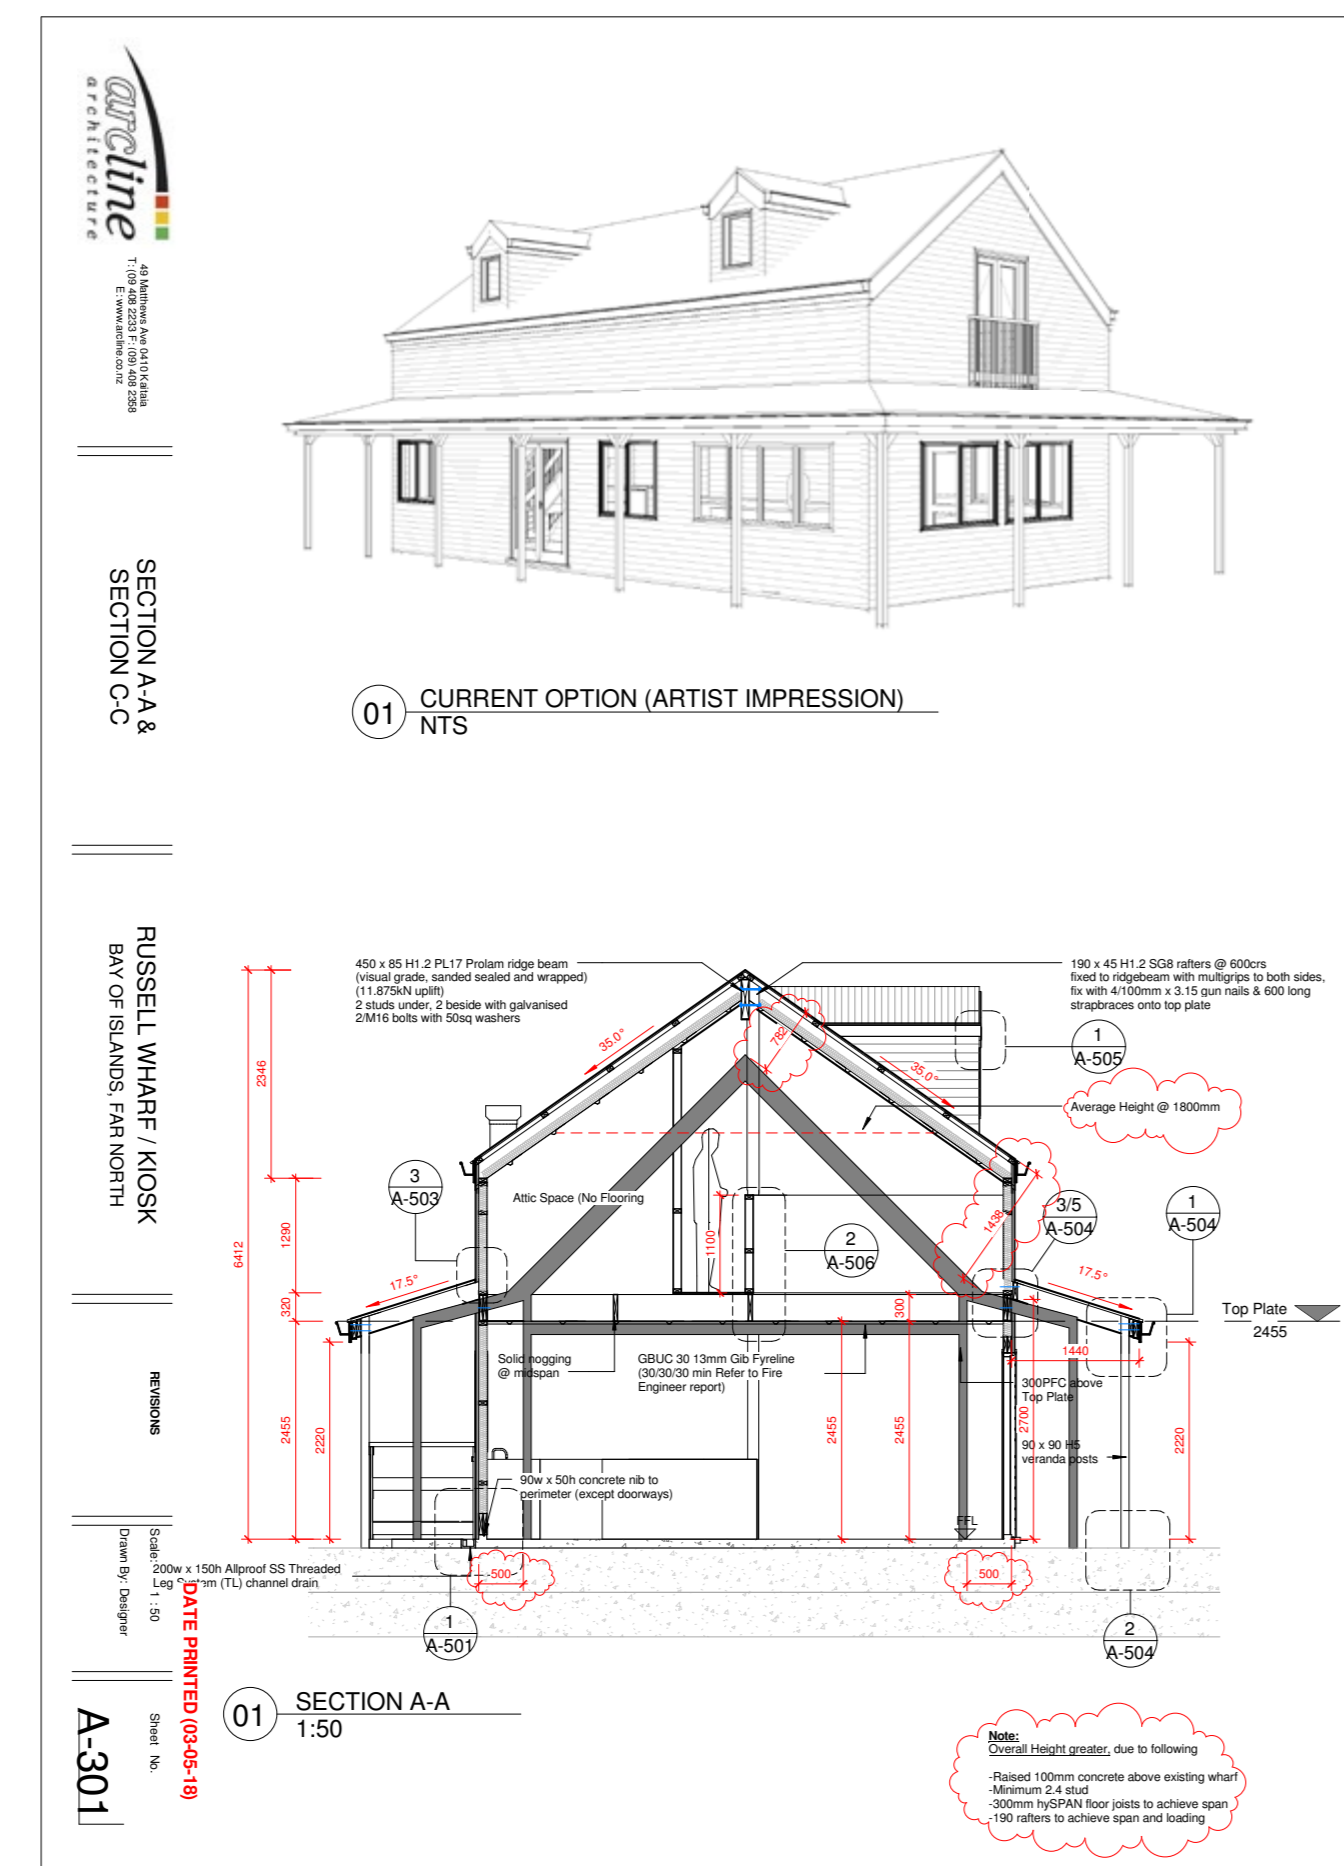 arcline
architecture
49 Matthews Ave 0410 Kaitaia
T: (09 408 2233 F: (09) 408 2358
E: www.arcline.co.nz
SECTION A-A &
SECTION C-C
RUSSELL WHARF / KIOSK
BAY OF ISLANDS, FAR NORTH
REVISIONS
Scale: 1 : 50
Drawn By: Designer
DATE PRINTED (03-05-18)
Sheet No.
A-301
01
CURRENT OPTION (ARTIST IMPRESSION)
NTS
450 x 85 H1.2 PL17 Prolam ridge beam
(visual grade, sanded sealed and wrapped)
(11.875kN uplift)
2 studs under, 2 beside with galvanised
2/M16 bolts with 50sq washers
190 x 45 H1.2 SG8 rafters @ 600crs
fixed to ridgebeam with multigrips to both sides,
fix with 4/100mm x 3.15 gun nails & 600 long
strapbraces onto top plate
1
A-505
Average Height @ 1800mm
35.0°
782
35.0°
2346
6412
1290
320
2455
2220
3
A-503
Attic Space (No Flooring
1100
2
A-506
1438
3/5
A-504
1
A-504
17.5°
17.5°
300
Top Plate
2455
Solid nogging
@ midspan
GBUC 30 13mm Gib Fyreline
(30/30/30 min Refer to Fire
Engineer report)
1440
300PFC above
Top Plate
2455
2455
2700
2220
90 x 90 H5
veranda posts
90w x 50h concrete nib to
perimeter (except doorways)
FFL
200w x 150h Allproof SS Threaded
Leg System (TL) channel drain
500
500
1
A-501
2
A-504
01
SECTION A-A
1:50
Note:
Overall Height greater, due to following
-Raised 100mm concrete above existing wharf
-Minimum 2.4 stud
-300mm hySPAN floor joists to achieve span
-190 rafters to achieve span and loading